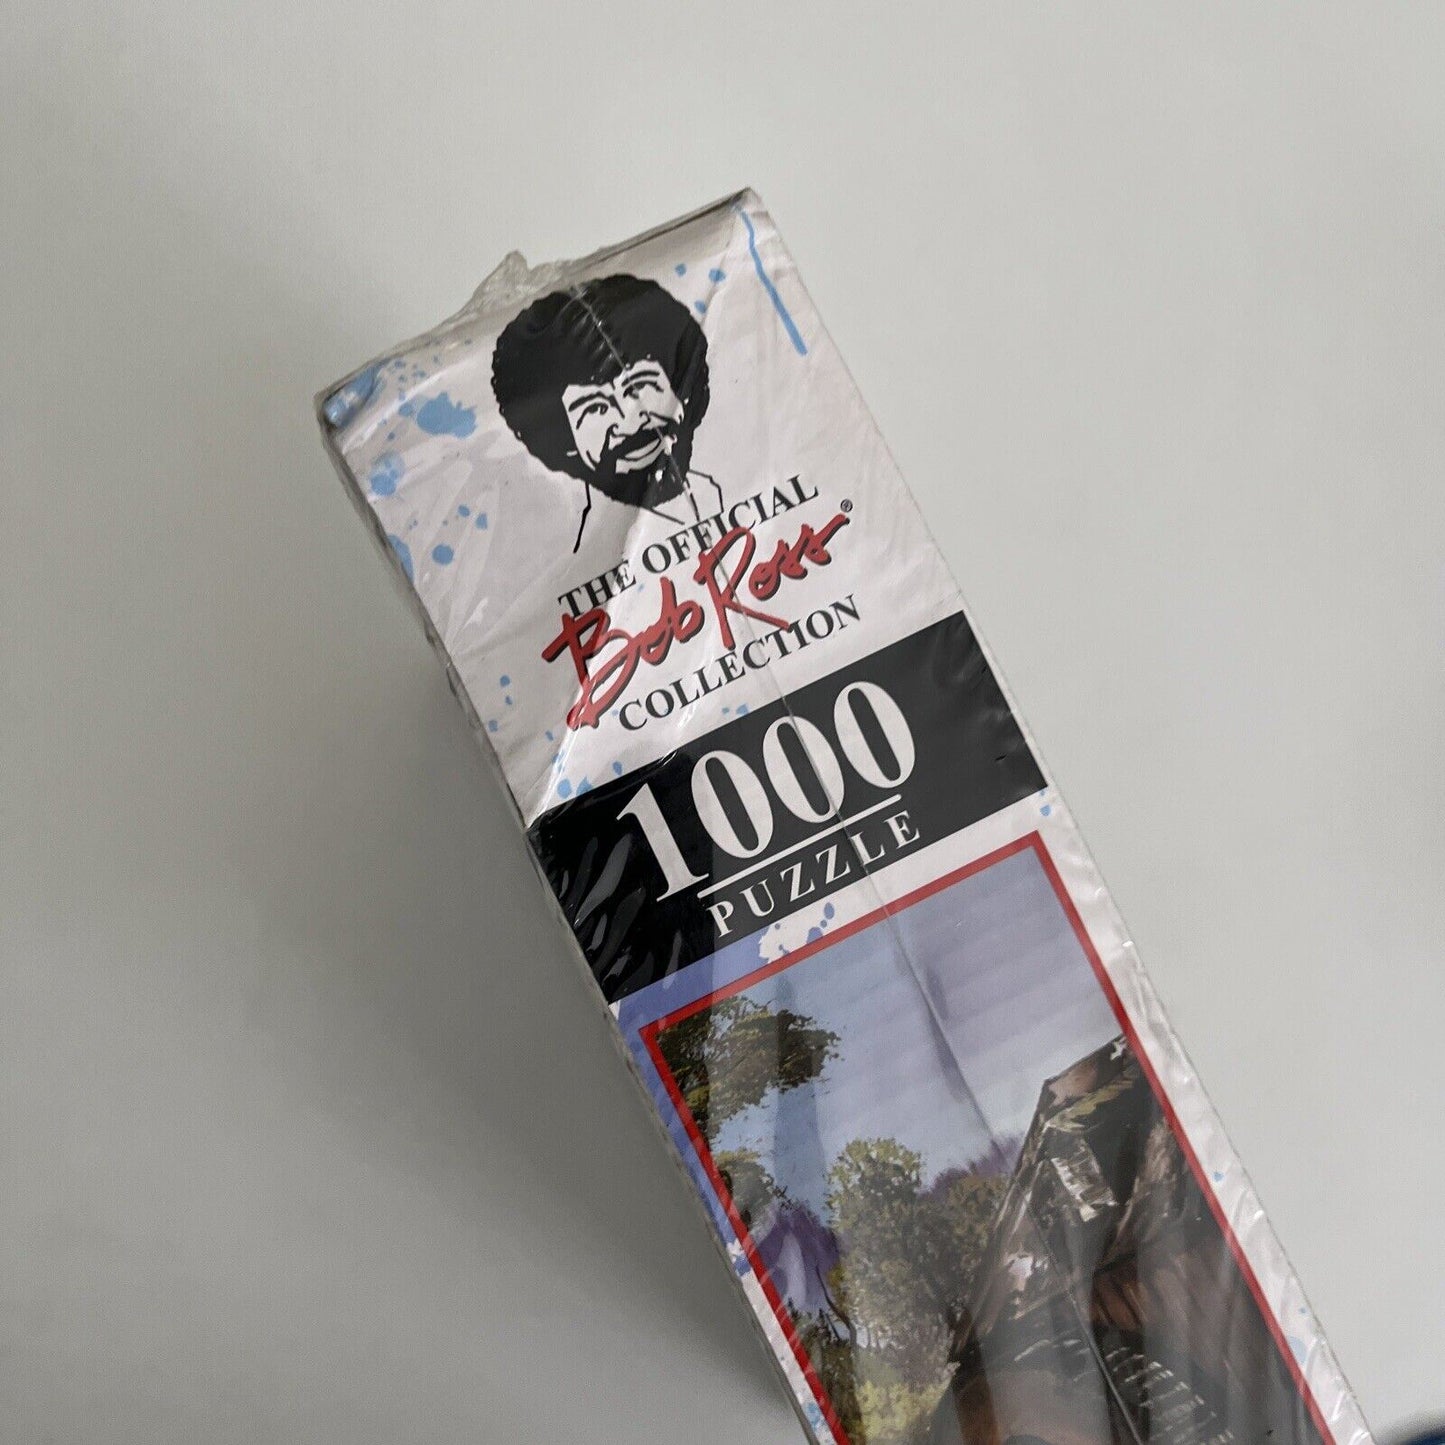 THE OFFICIAL
Bob Ross®
COLLECTION
1000
PUZZLE